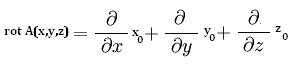 rot A(x,y,z) = ∂/∂x x₀ + ∂/∂y y₀ + ∂/∂z z₀